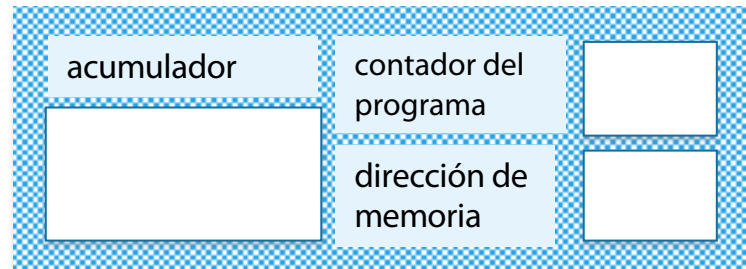 acumulador
contador del
programa
dirección de
memoria